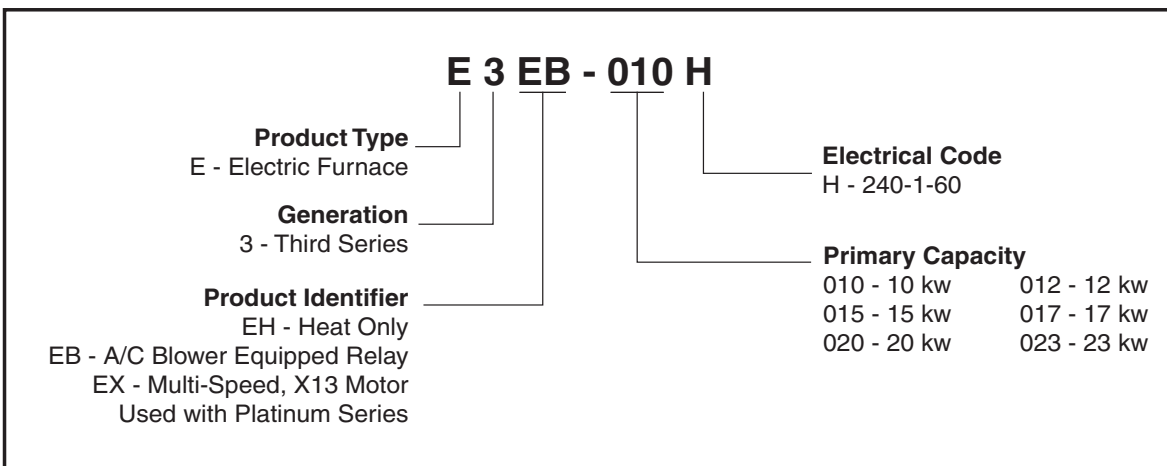 E 3 EB - 010 H
Product Type
E - Electric Furnace
Generation
3 - Third Series
Product Identifier
EH - Heat Only
EB - A/C Blower Equipped Relay
EX - Multi-Speed, X13 Motor
Used with Platinum Series
Electrical Code
H - 240-1-60
Primary Capacity
010 - 10 kw 012 - 12 kw
015 - 15 kw 017 - 17 kw
020 - 20 kw 023 - 23 kw